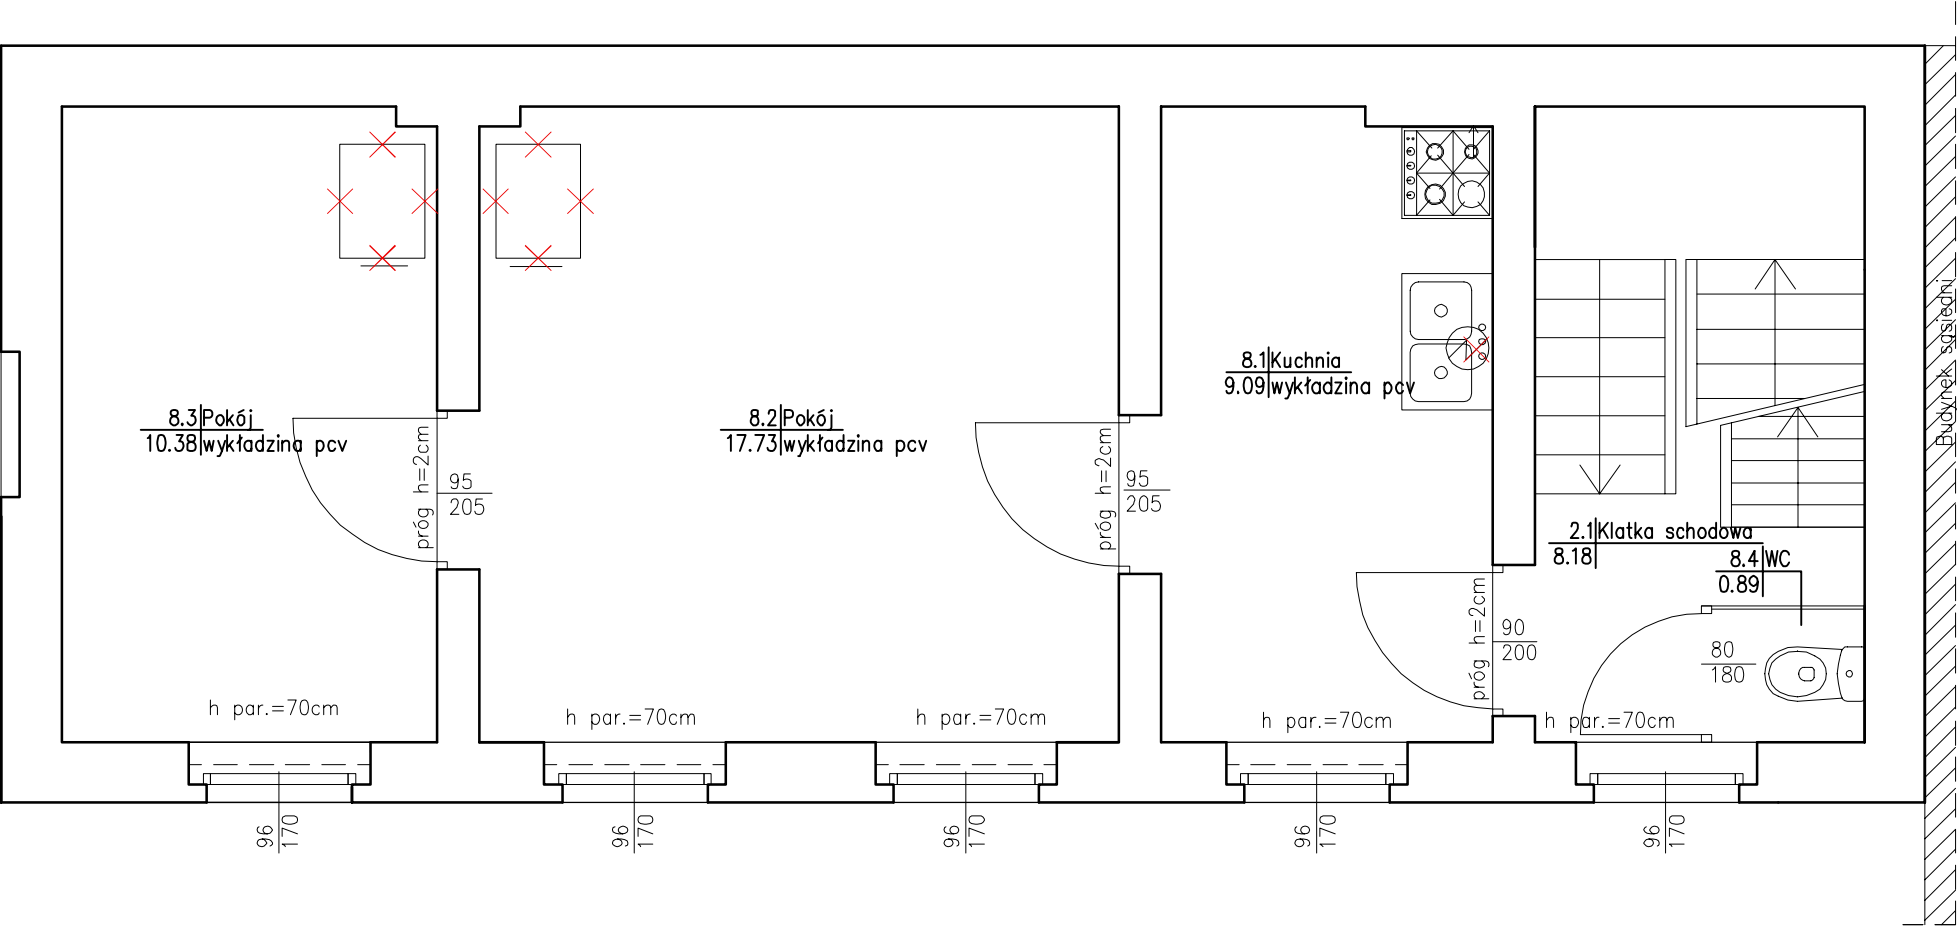 8.3 Pokój
10.38 wykładzina pcv
próg h=2cm
95
205
h par.=70cm
96
170
8.2 Pokój
17.73 wykładzina pcv
próg h=2cm
95
205
h par.=70cm
h par.=70cm
96
170
96
170
8.1 Kuchnia
9.09 wykładzina pcv
próg h=2cm
90
200
h par.=70cm
96
170
2.1 Klatka schodowa
8.18
8.4 WC
0.89
80
180
h par.=70cm
96
170
Budynek sąsiedni